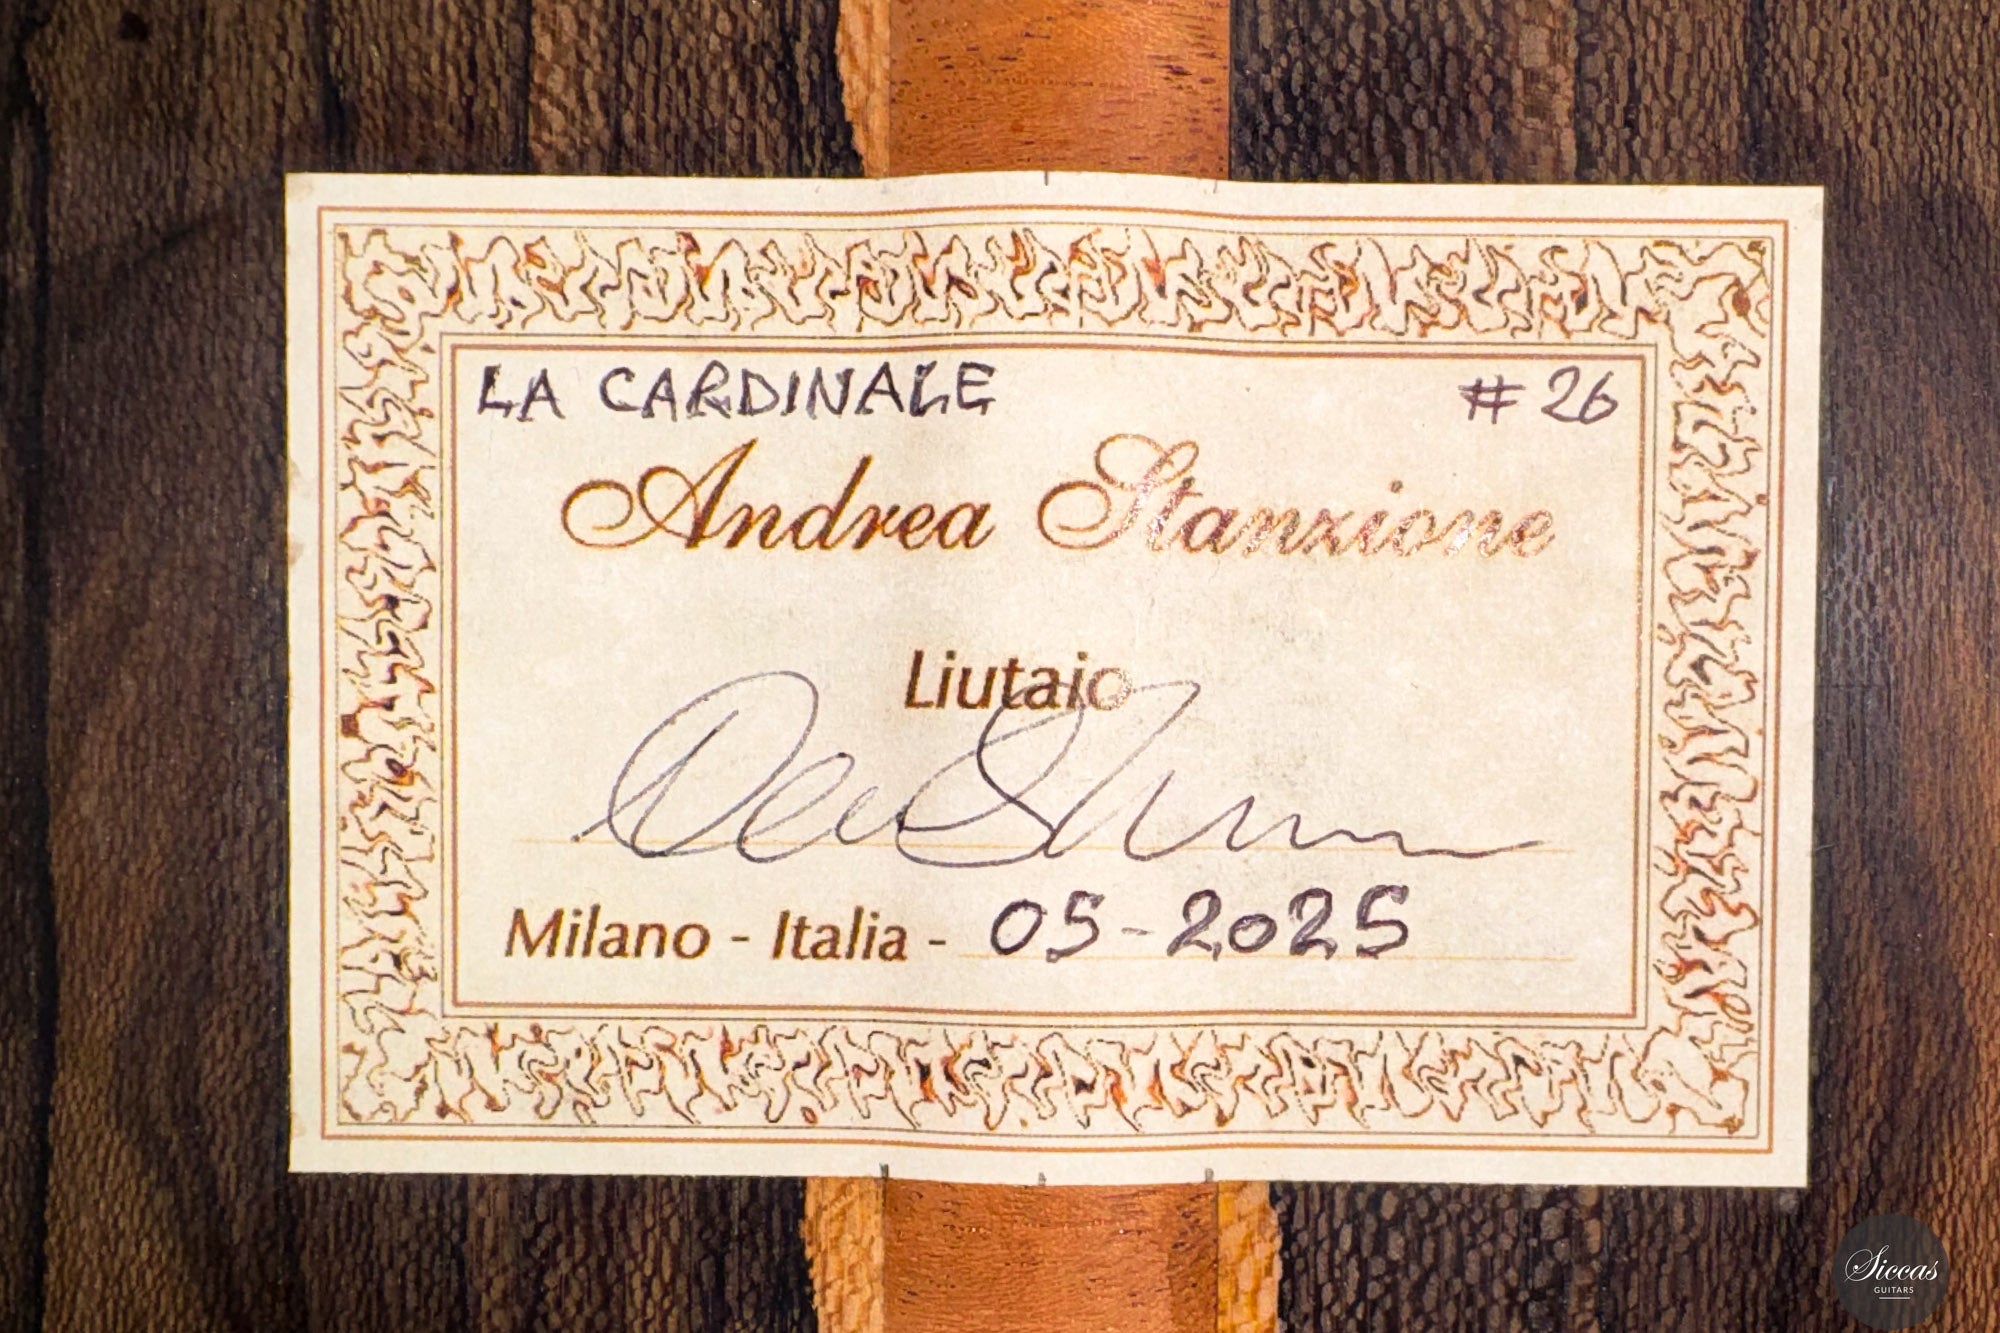 LA CARDINALE #26
Andrea Stanzione
Liutaio
Milano - Italia - 05-2025
Siccas
GUITARS